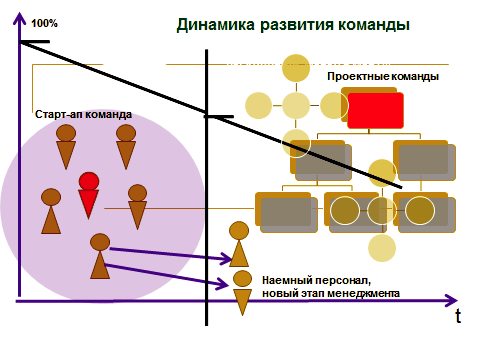 Динамика развития команды
100%
Проектные команды
Старт-ап команда
Наемный персонал,
новый этап менеджмента
t